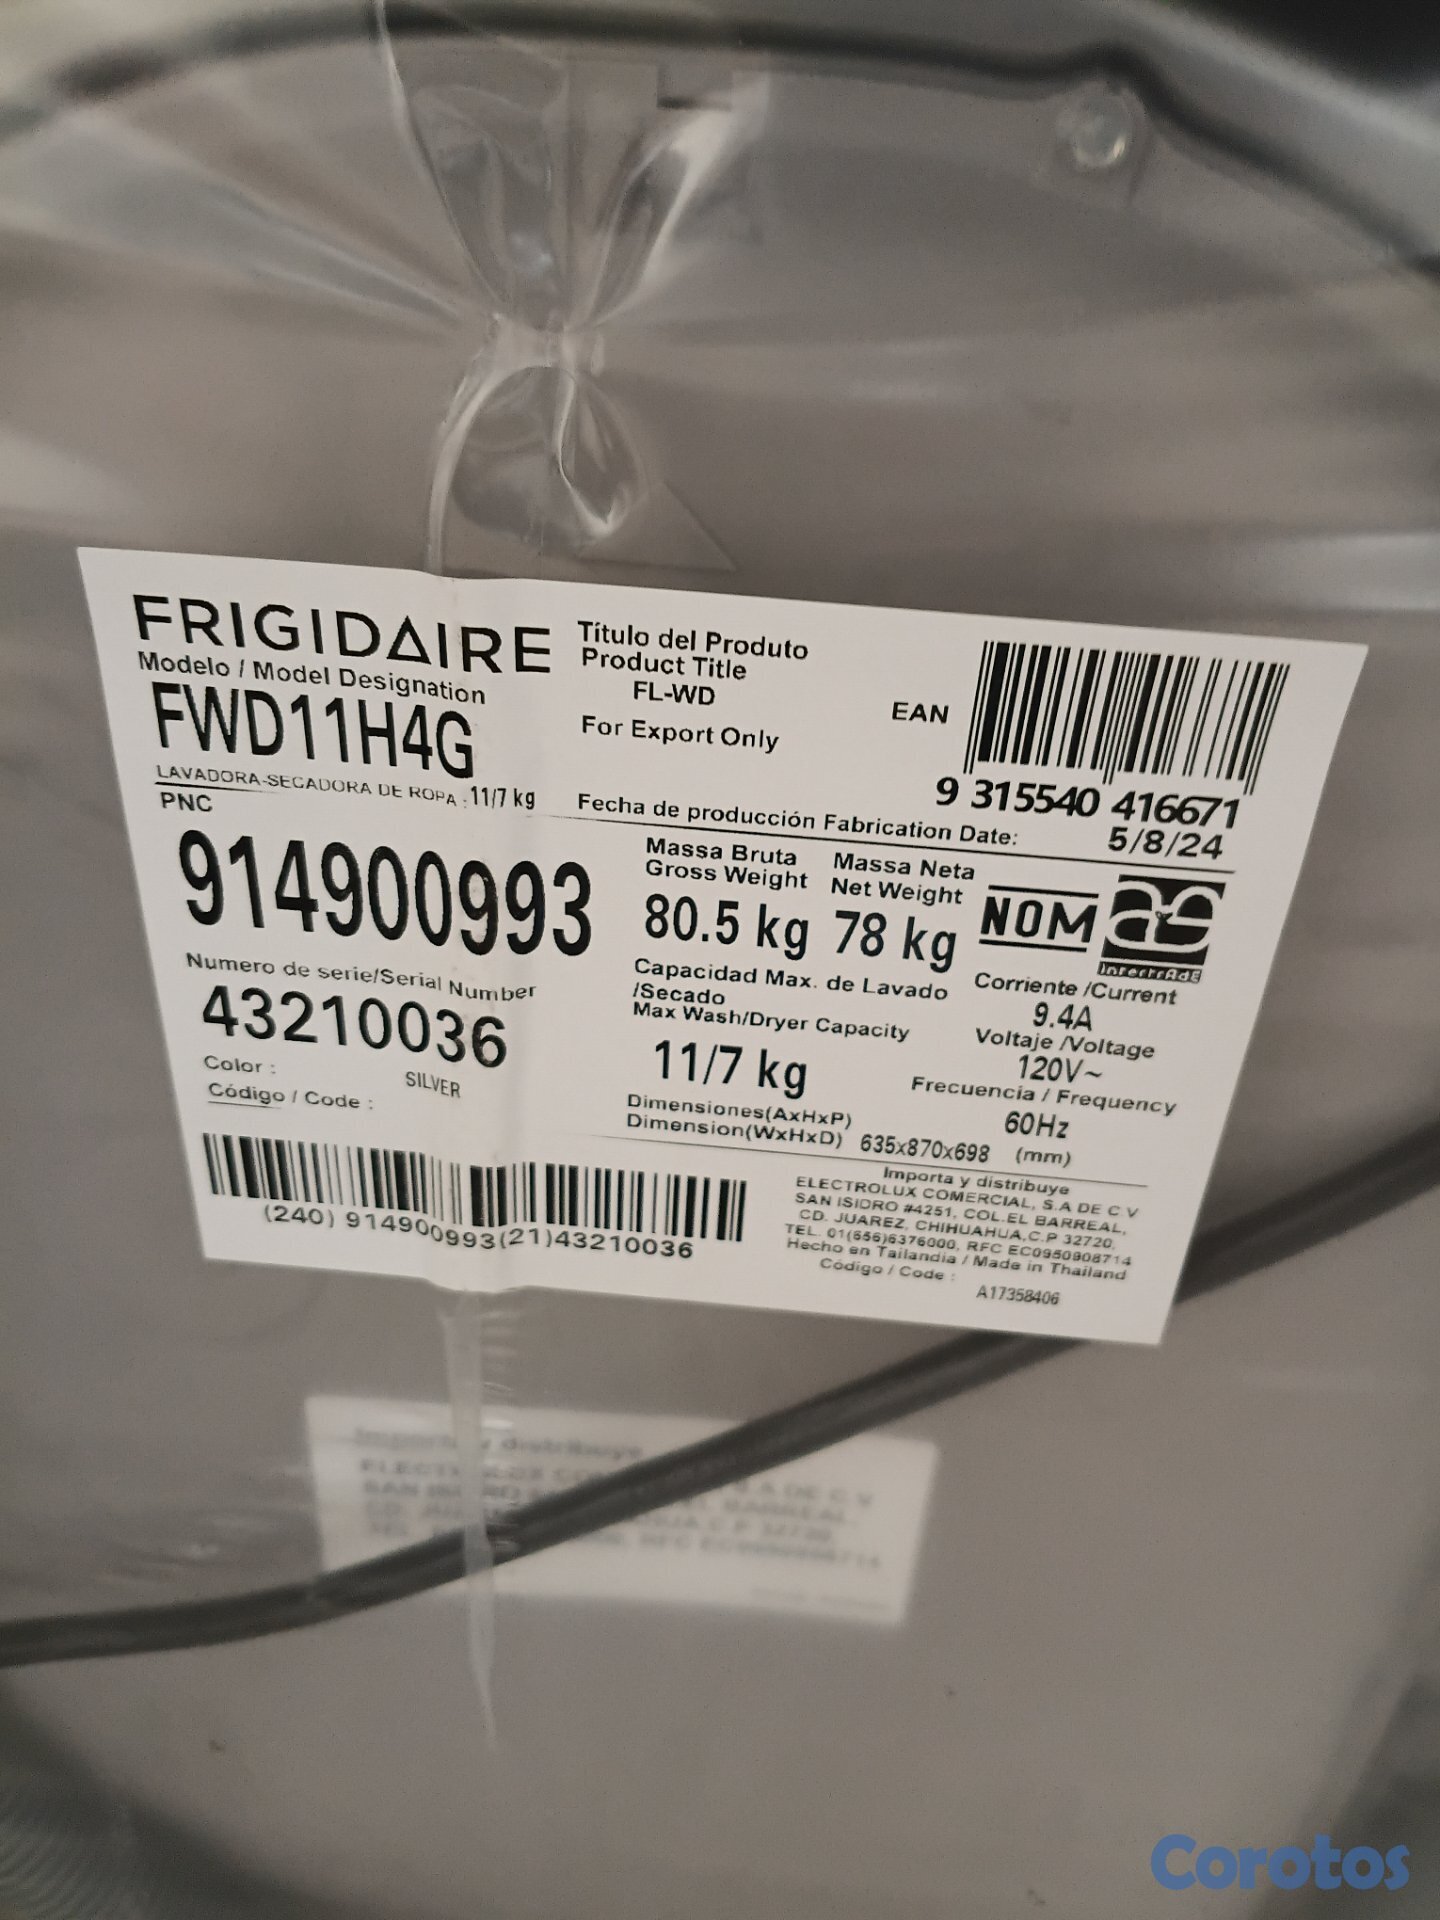 FRIGIDAIRE
Modelo / Model Designation
FWD11H4G
LAVADORA-SECADORA DE ROPA : 11/7 kg
PNC
914900993
Numero de serie/Serial Number
43210036
Color : SILVER
Código / Code :
(240) 914900993(21)43210036
Título del Produto
Product Title
FL-WD
For Export Only
EAN
9 315540 416671
Fecha de producción Fabrication Date: 5/8/24
Massa Bruta
Gross Weight
80.5 kg
Massa Neta
Net Weight
78 kg
NOM
IntertrAdE
Capacidad Max. de Lavado
/Secado
Max Wash/Dryer Capacity
11/7 kg
Corriente /Current
9.4A
Voltaje /Voltage
120V~
Frecuencia / Frequency
60Hz
Dimensiones(AxHxP)
Dimension(WxHxD) 635x870x698 (mm)
Importa y distribuye
ELECTROLUX COMERCIAL, S.A DE C V
SAN ISIDRO #4251, COL.EL BARREAL,
CD. JUAREZ, CHIHUAHUA,C.P 32720,
TEL. 01(656)6376000, RFC EC0950908714
Hecho en Tailandia / Made in Thailand
Código / Code : A17358406
Importa y distribuye
Corotos